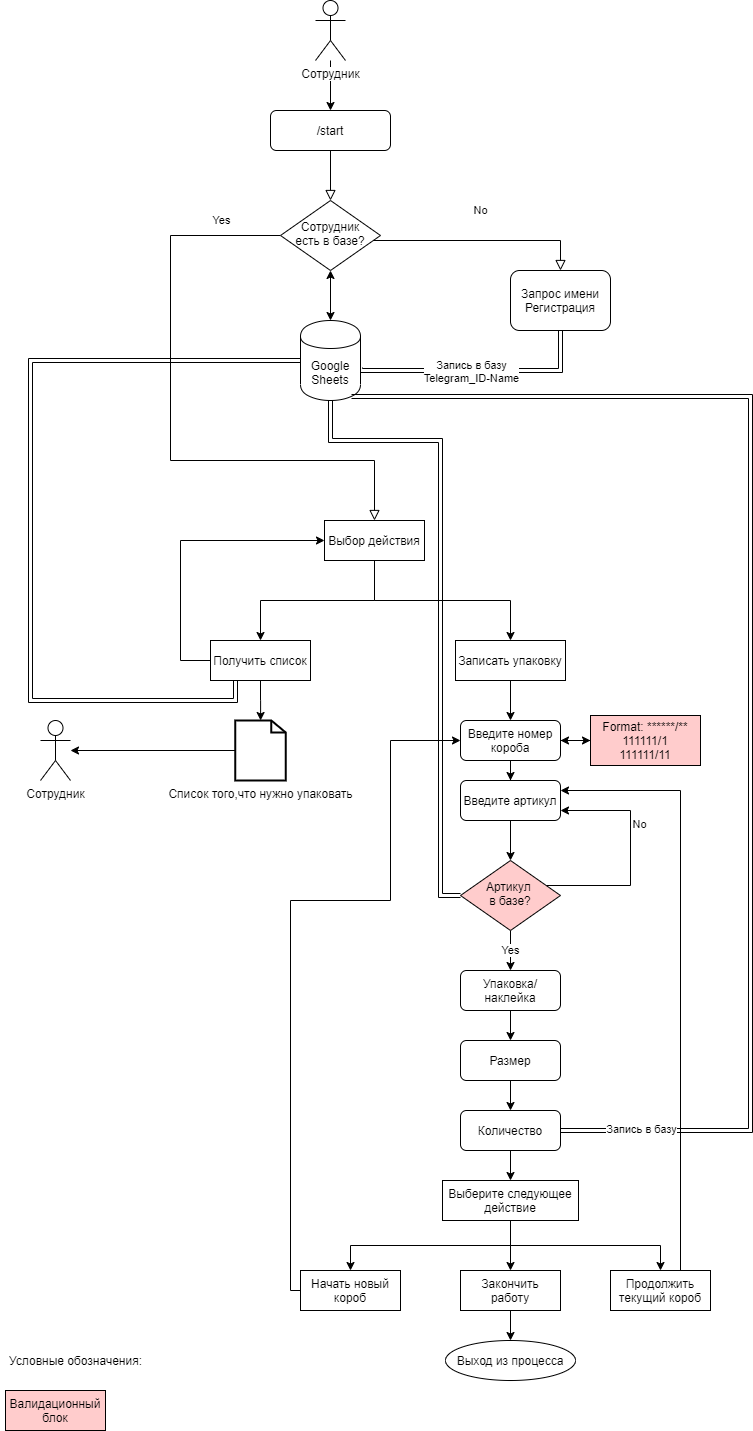 Сотрудник
/start
Yes
No
Сотрудник
есть в базе?
Запрос имени
Регистрация
Google
Sheets
Запись в базу
Telegram_ID-Name
Выбор действия
Получить список
Записать упаковку
Введите номер
короба
Format: ******/**
111111/1
111111/11
Сотрудник
Список того,что нужно упаковать
Введите артикул
No
Артикул
в базе?
Yes
Упаковка/
наклейка
Размер
Количество
Запись в базу
Выберите следующее
действие
Начать новый
короб
Закончить
работу
Продолжить
текущий короб
Выход из процесса
Условные обозначения:
Валидационный
блок